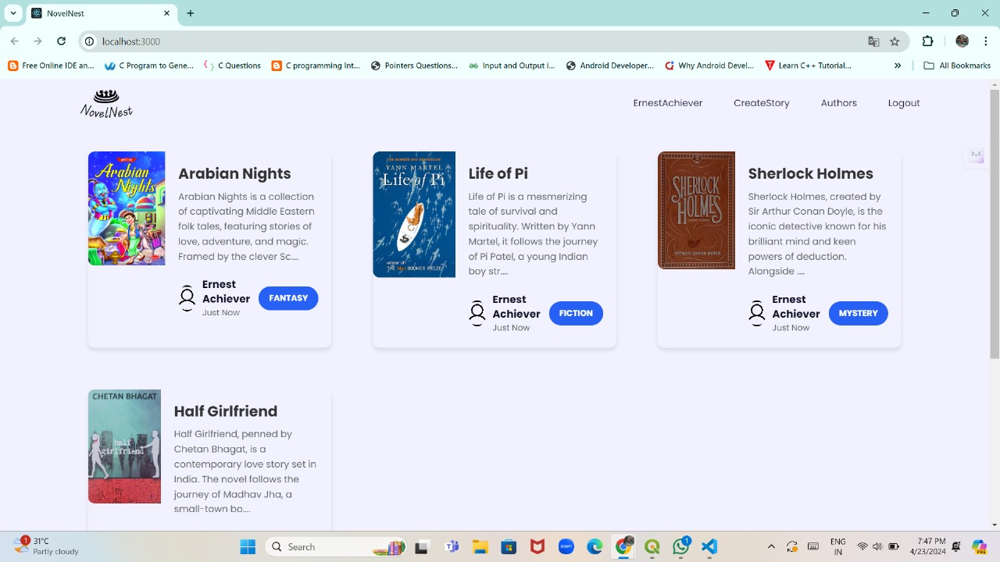 NovelNest
localhost:3000
Free Online IDE an...
C Program to Gene...
C Questions
C programming Int...
Pointers Questions...
Input and Output i...
Android Developer...
Why Android Devel...
Learn C++ Tutorial...
»
All Bookmarks
NovelNest
ErnestAchiever
CreateStory
Authors
Logout
Arabian Nights
Arabian Nights
Arabian Nights is a collection
of captivating Middle Eastern
folk tales, featuring stories of
love, adventure, and magic.
Framed by the clever Sc....
Ernest
Achiever
Just Now
FANTASY
YANN MARTEL
Life of Pi
winner of
THE Man BOOKER PRIZE
Life of Pi
Life of Pi is a mesmerizing
tale of survival and
spirituality. Written by Yann
Martel, it follows the journey
of Pi Patel, a young Indian
boy str....
Ernest
Achiever
Just Now
FICTION
SHERLOCK
HOLMES
ARTHUR CONAN DOYLE
Sherlock Holmes
Sherlock Holmes, created by
Sir Arthur Conan Doyle, is the
iconic detective known for his
brilliant mind and keen
powers of deduction.
Alongside ....
Ernest
Achiever
Just Now
MYSTERY
CHETAN BHAGAT
half
girlfriend
Half Girlfriend
Half Girlfriend, penned by
Chetan Bhagat, is a
contemporary love story set in
India. The novel follows the
journey of Madhav Jha, a
small-town bo....
1
31°C
Partly cloudy
Search
zoom
1
ENG
IN
7:47 PM
4/23/2024
PRE